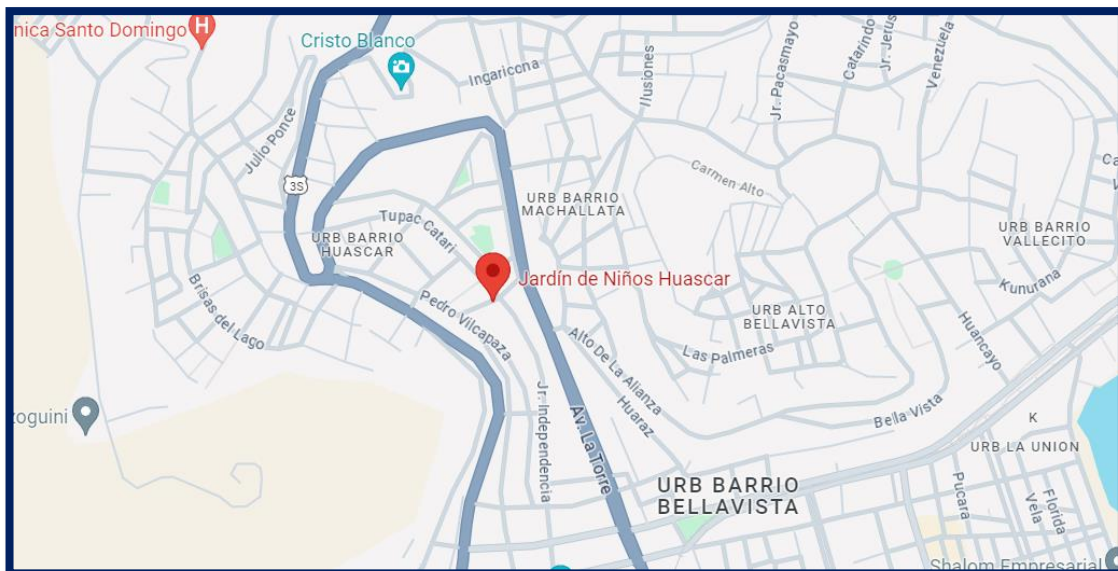 nica Santo Domingo
H
Cristo Blanco
Ingariccna
Ilusiones
Jr. Pacasmayo
Catarindo
Jr. Jerus
Venezuela
Julio Ponce
3S
Carmen Alto
URB BARRIO
MACHALLATA
Tupac Catari
URB BARRIO
HUASCAR
URB BARRIO
VALLECITO
Jardín de Niños Huascar
Kunurana
Brisas del Lago
Pedro Vilcapaza
URB ALTO
BELLAVISTA
Huancayo
Las Palmeras
Alto De La Alianza
Huaraz
Jr. Independencia
Av. La Torre
Bella Vista
zoguini
K
URB LA UNION
URB BARRIO
BELLAVISTA
Pucara
Florida
Vela
Shalom Empresarial